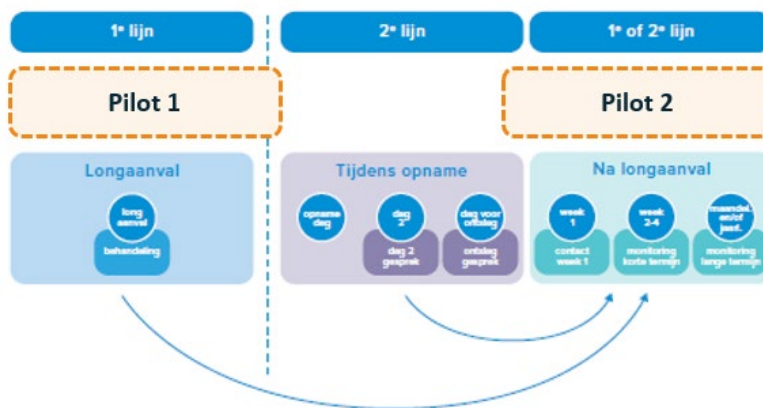 1e lijn
2e lijn
1e of 2e lijn
Pilot 1
Pilot 2
Longaanval
Tijdens opname
Na longaanval
long
aanval
behandeling
opname
dag
dag
2
dag 2
gesprek
dag voor
ontslag
ontslag
gesprek
week
1
contact
week 1
week
2-4
monitoring
korte termijn
maandel.
en/of
jaarl.
monitoring
lange termijn